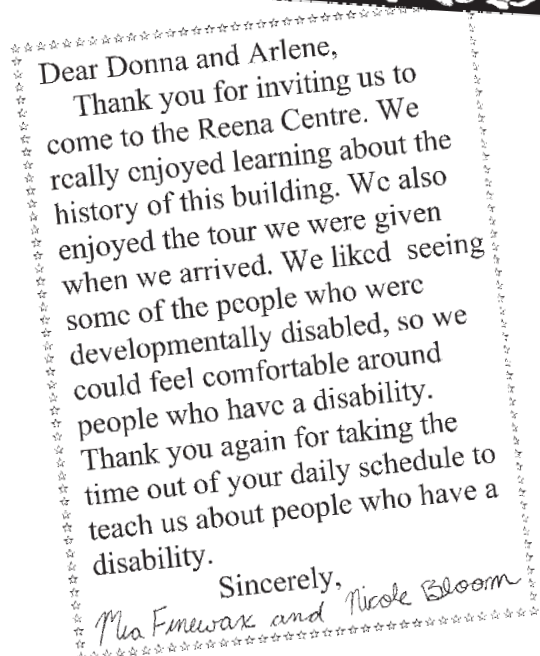 Dear Donna and Arlene,
Thank you for inviting us to
come to the Reena Centre. We
really enjoyed learning about the
history of this building. We also
enjoyed the tour we were given
when we arrived. We liked seeing
some of the people who were
developmentally disabled, so we
could feel comfortable around
people who have a disability.
Thank you again for taking the
time out of your daily schedule to
teach us about people who have a
disability.
Sincerely,
Mia Finewax and Nicole Bloom